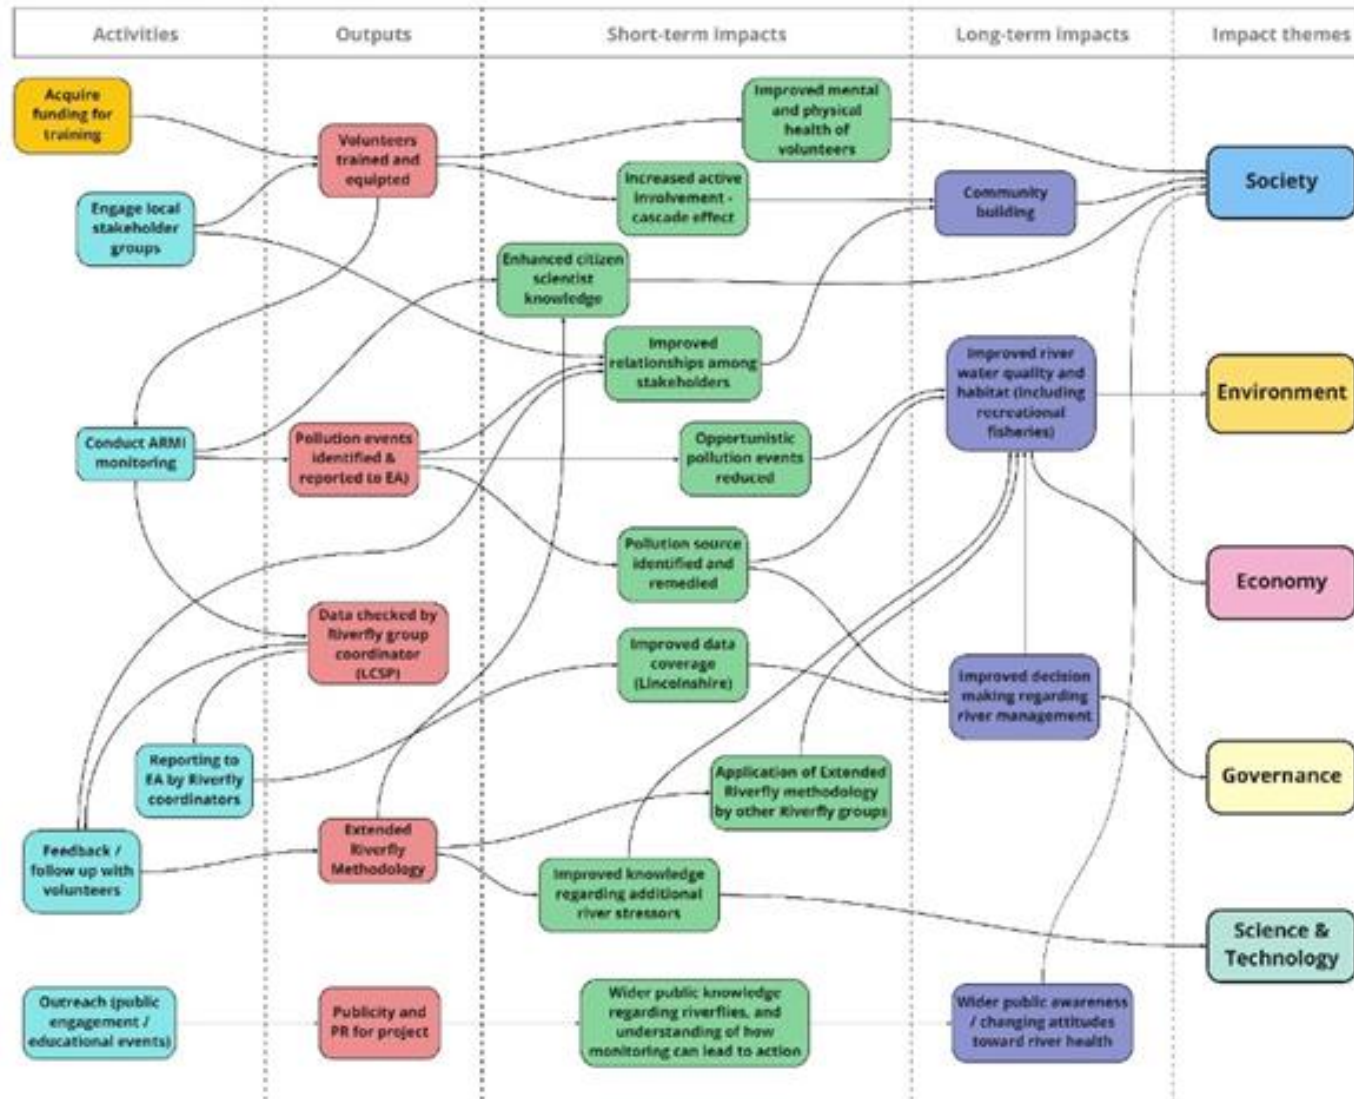 Activities
Outputs
Short-term impacts
Long-term impacts
Impact themes
Acquire
funding for
training
Engage local
stakeholder
groups
Conduct ARMI
monitoring
Reporting to
EA by Riverfly
coordinators
Feedback /
follow up with
volunteers
Outreach (public
engagement /
educational events)
Volunteers
trained and
equipted
Pollution events
identified &
reported to EA)
Data checked by
Riverfly group
coordinator
(LCSP)
Extended
Riverfly
Methodology
Publicity and
PR for project
Improved mental
and physical
health of
volunteers
Increased active
involvement -
cascade effect
Enhanced citizen
scientist
knowledge
Improved
relationships among
stakeholders
Opportunistic
pollution events
reduced
Pollution source
identified and
remedied
Improved data
coverage
(Lincolnshire)
Application of Extended
Riverfly methodology
by other Riverfly groups
Improved knowledge
regarding additional
river stressors
Wider public knowledge
regarding riverflies, and
understanding of how
monitoring can lead to action
Community
building
Improved river
water quality and
habitat (including
recreational
fisheries)
Improved decision
making regarding
river management
Wider public awareness
/ changing attitudes
toward river health
Society
Environment
Economy
Governance
Science &
Technology